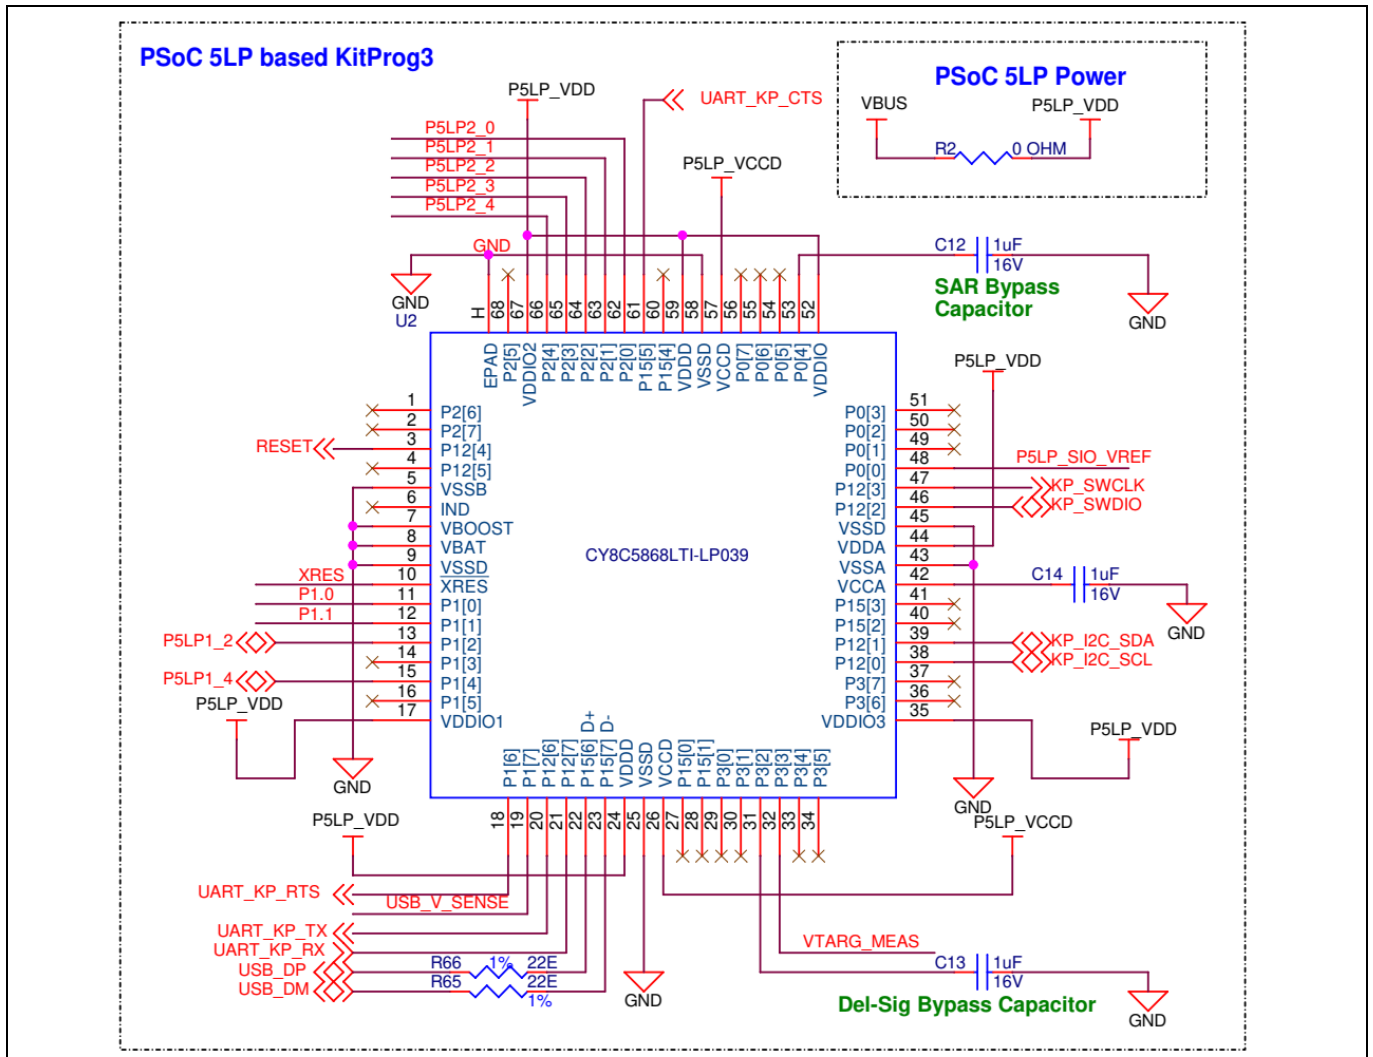 PSoC 5LP based KitProg3
PSoC 5LP Power
P5LP_VDD
UART_KP_CTS
VBUS
P5LP_VDD
R2
0 OHM
P5LP2_0
P5LP2_1
P5LP2_2
P5LP2_3
P5LP2_4
P5LP_VCCD
GND
GND
U2
C12
1uF
16V
SAR Bypass
Capacitor
GND
H
68
67
66
65
64
63
62
61
60
59
58
57
56
55
54
53
52
EPAD
P2[5]
VDDIO2
P2[4]
P2[3]
P2[2]
P2[1]
P2[0]
P15[5]
P15[4]
VDDD
VSSD
VCCD
P0[7]
P0[6]
P0[5]
P0[4]
VDDIO
P5LP_VDD
1
P2[6]
2
P2[7]
RESET
3
P12[4]
4
P12[5]
5
VSSB
6
IND
7
VBOOST
8
VBAT
9
VSSD
XRES
10
XRES
P1.0
11
P1[0]
P1.1
12
P1[1]
P5LP1_2
13
P1[2]
14
P1[3]
P5LP1_4
15
P1[4]
16
P1[5]
P5LP_VDD
17
VDDIO1
CY8C5868LTI-LP039
51
P0[3]
50
P0[2]
49
P0[1]
48
P0[0]
P5LP_SIO_VREF
47
P12[3]
KP_SWCLK
46
P12[2]
KP_SWDIO
45
VSSD
44
VDDA
43
VSSA
42
VCCA
C14
1uF
16V
GND
41
P15[3]
40
P15[2]
39
P12[1]
KP_I2C_SDA
38
P12[0]
KP_I2C_SCL
37
P3[7]
36
P3[6]
35
VDDIO3
P5LP_VDD
GND
GND
P1[6]
P1[7]
P12[6]
P12[7]
P15[6] D+
P15[7] D-
VDDD
VSSD
VCCD
P15[0]
P15[1]
P3[0]
P3[1]
P3[2]
P3[3]
P3[4]
P3[5]
18
19
20
21
22
23
24
25
26
27
28
29
30
31
32
33
34
P5LP_VDD
P5LP_VCCD
UART_KP_RTS
USB_V_SENSE
UART_KP_TX
UART_KP_RX
USB_DP
R66
1%
22E
USB_DM
R65
22E
1%
GND
VTARG_MEAS
C13
1uF
16V
Del-Sig Bypass Capacitor
GND